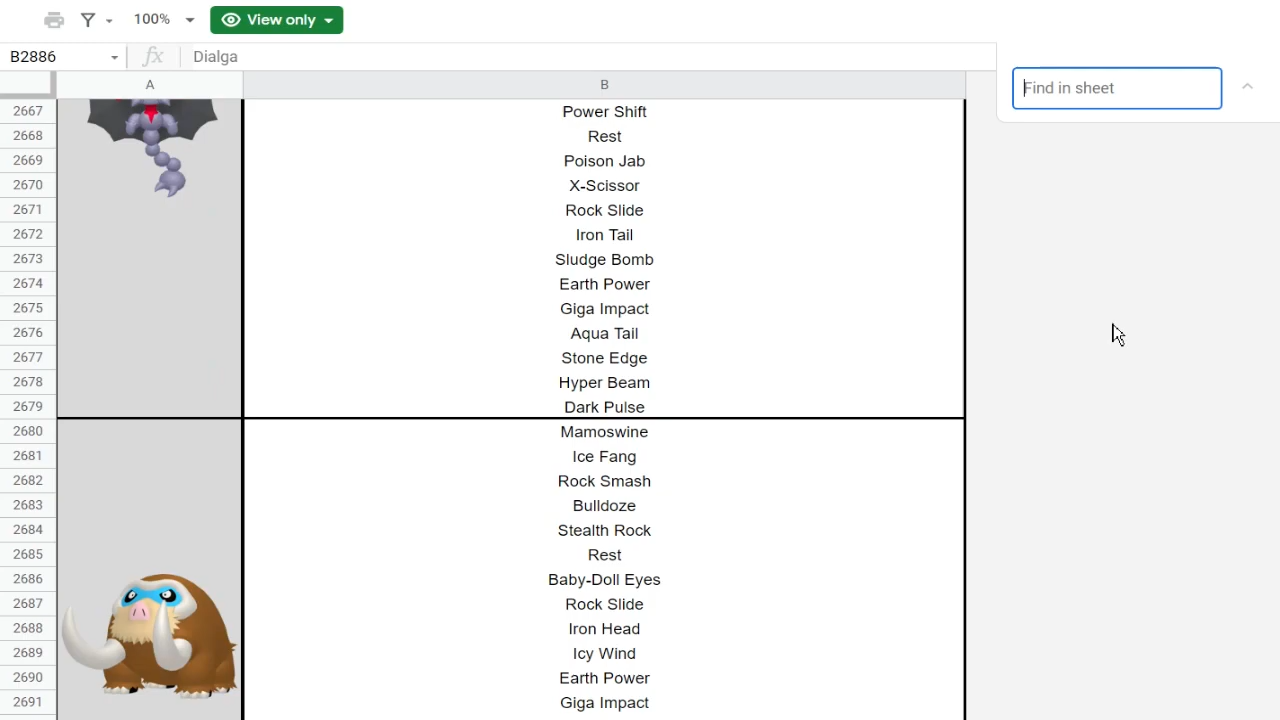 100%
View only
B2886
fx
Dialga
Find in sheet
A
B
2667 Power Shift
2668 Rest
2669 Poison Jab
2670 X-Scissor
2671 Rock Slide
2672 Iron Tail
2673 Sludge Bomb
2674 Earth Power
2675 Giga Impact
2676 Aqua Tail
2677 Stone Edge
2678 Hyper Beam
2679 Dark Pulse
2680 Mamoswine
2681 Ice Fang
2682 Rock Smash
2683 Bulldoze
2684 Stealth Rock
2685 Rest
2686 Baby-Doll Eyes
2687 Rock Slide
2688 Iron Head
2689 Icy Wind
2690 Earth Power
2691 Giga Impact